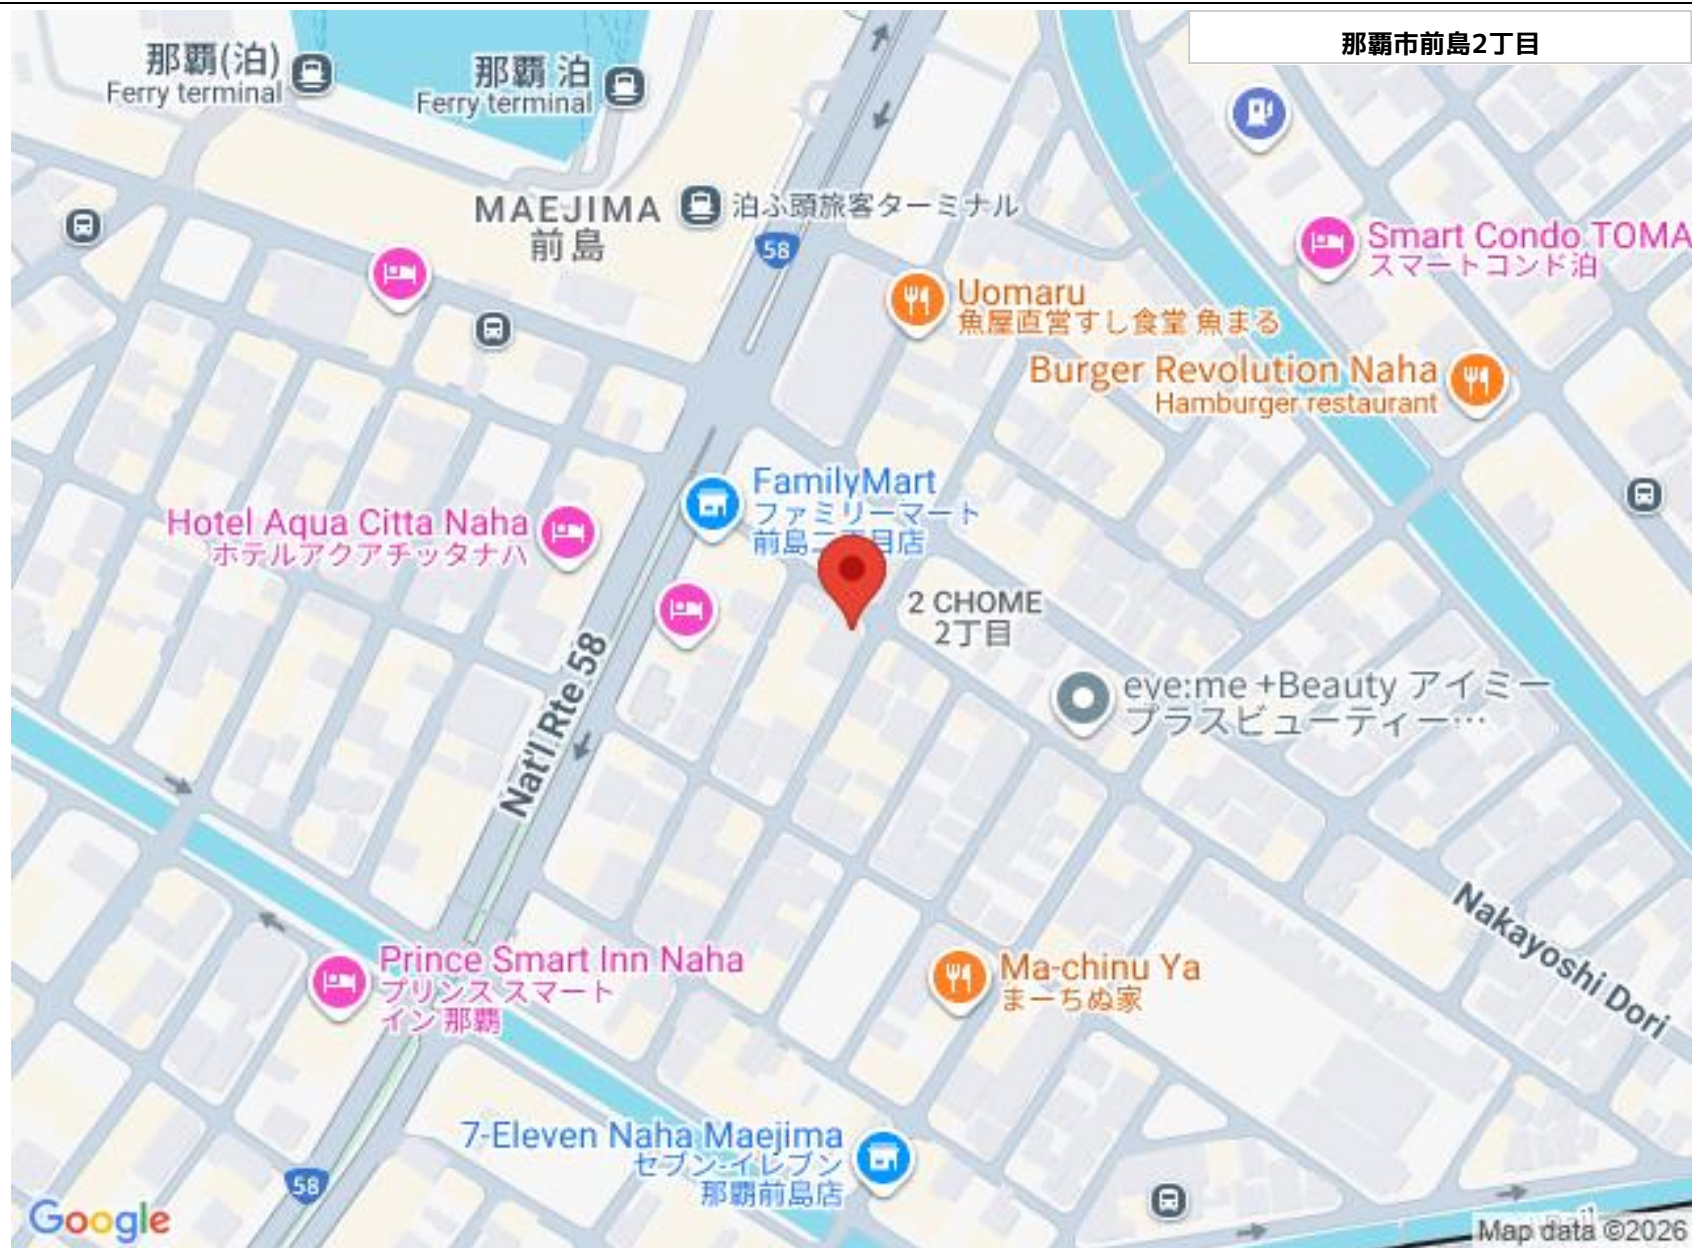 那覇市前島2丁目
那覇(泊)
Ferry terminal
那覇 泊
Ferry terminal
MAEJIMA
前島
泊ふ頭旅客ターミナル
58
Smart Condo TOMA
スマートコンド泊
Uomaru
魚屋直営すし食堂 魚まる
Burger Revolution Naha
Hamburger restaurant
FamilyMart
ファミリーマート
前島二丁目店
Hotel Aqua Citta Naha
ホテルアクアチッタナハ
2 CHOME
2丁目
Nat'l Rte 58
eye:me +Beauty アイミー
プラスビューティー…
Nakayoshi Dori
Prince Smart Inn Naha
プリンス スマート
イン 那覇
Ma-chinu Ya
まーちぬ家
7-Eleven Naha Maejima
セブン-イレブン
那覇前島店
58
Google
Map data ©2026